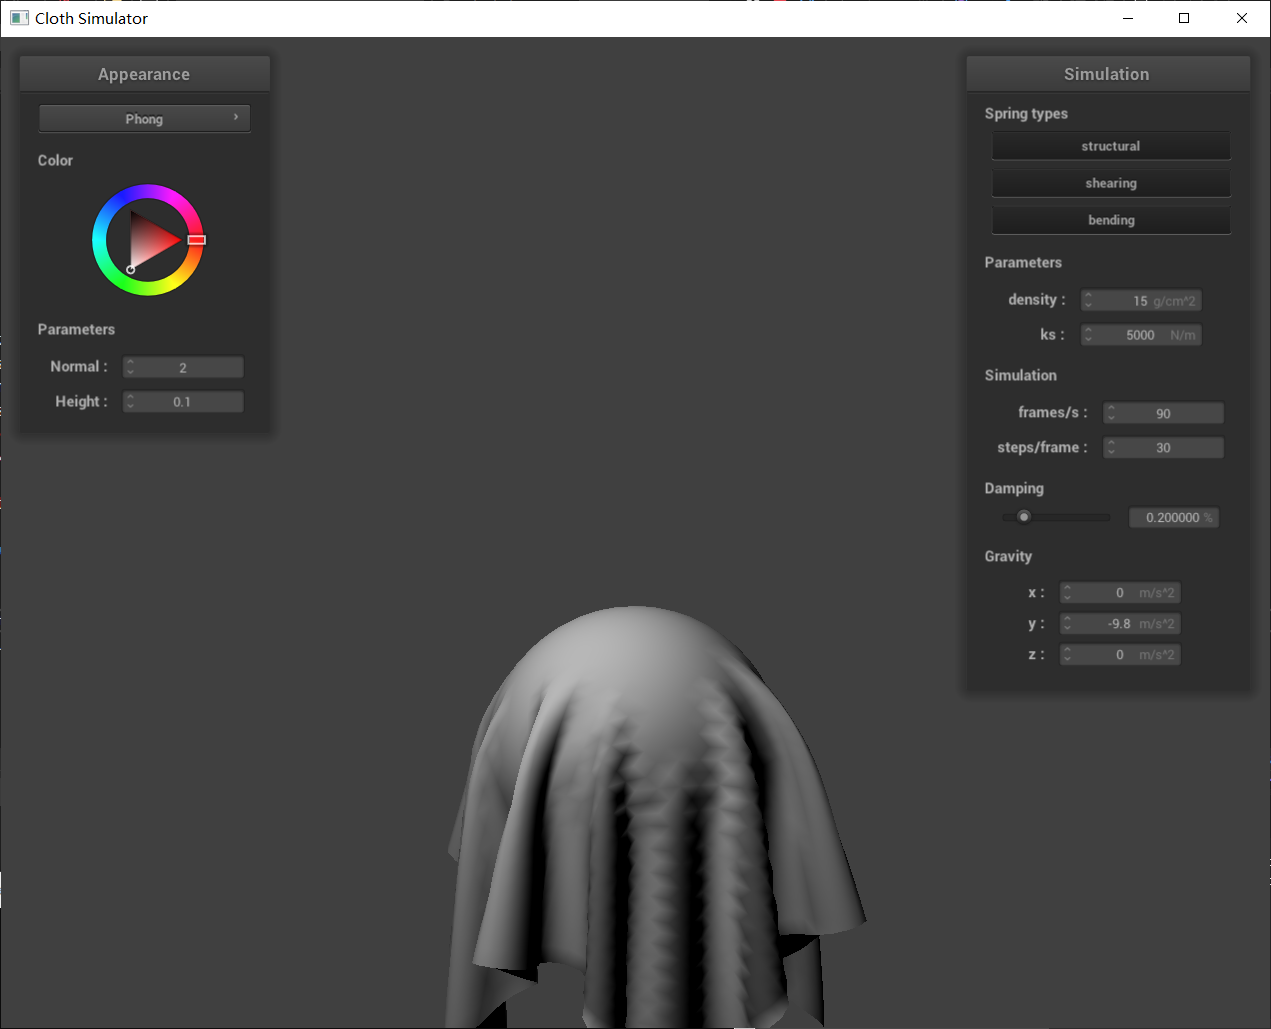 Cloth Simulator
Appearance
Phong
Color
Parameters
Normal : 2
Height : 0.1
Simulation
Spring types
structural
shearing
bending
Parameters
density : 15 g/cm^2
ks : 5000 N/m
Simulation
frames/s : 90
steps/frame : 30
Damping
0.200000 %
Gravity
x : 0 m/s^2
y : -9.8 m/s^2
z : 0 m/s^2